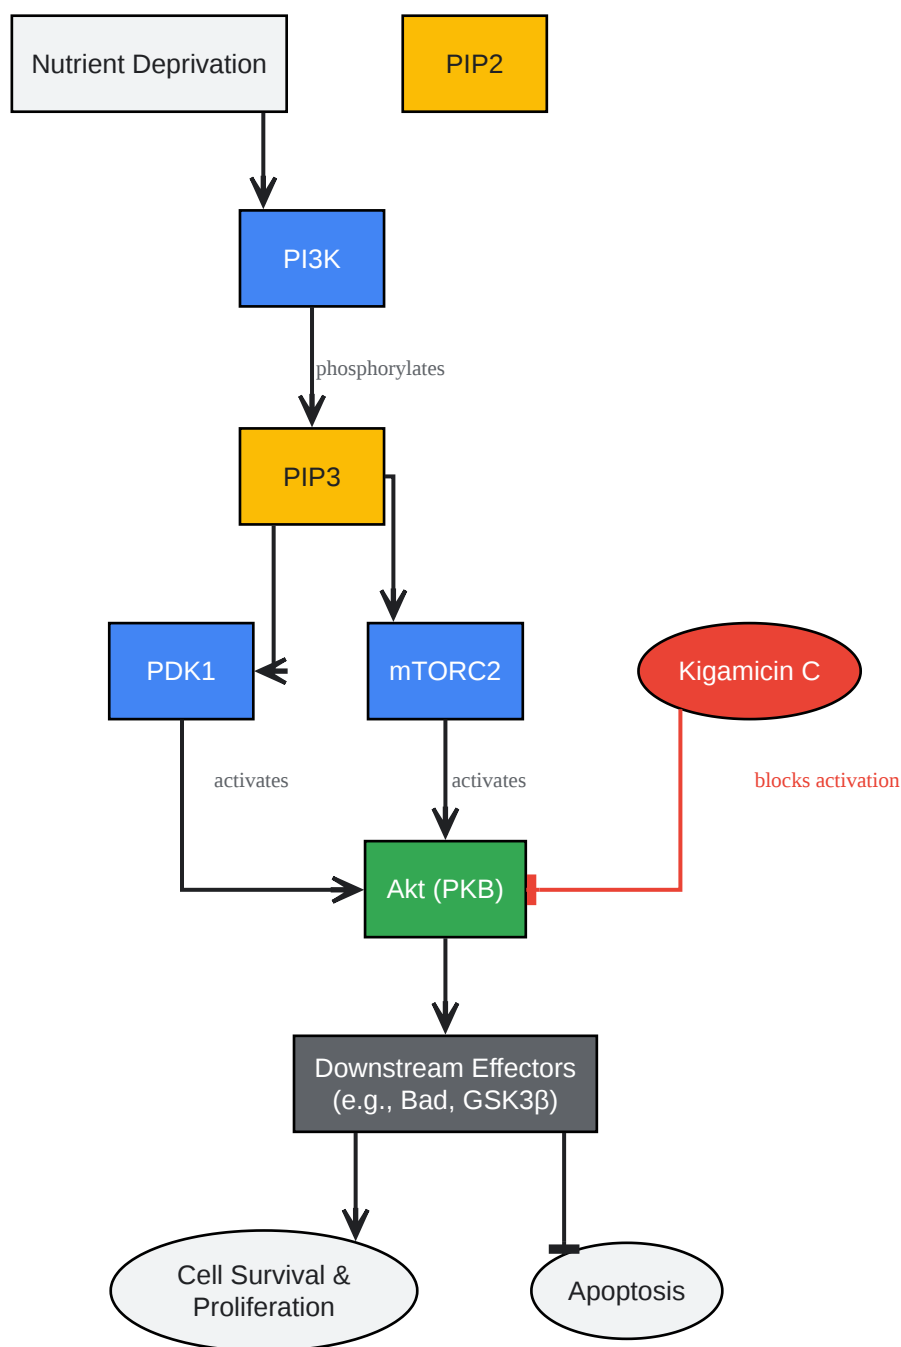 Nutrient Deprivation
PIP2
PI3K
phosphorylates
PIP3
PDK1
mTORC2
Kigamicin C
activates
activates
blocks activation
Akt (PKB)
Downstream Effectors
(e.g., Bad, GSK3β)
Cell Survival &
Proliferation
Apoptosis